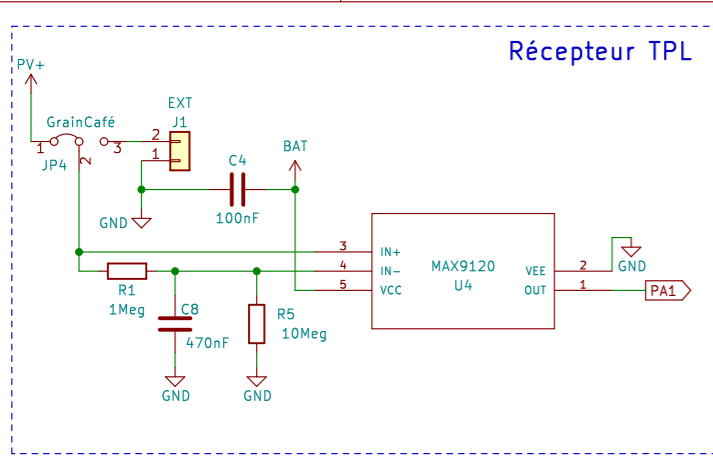 Récepteur TPL
PV+
GrainCafé
1
2
3
JP4
EXT
J1
2
1
GND
C4
100nF
BAT
3
IN+
4
IN-
5
VCC
MAX9120
U4
VEE
2
OUT
1
GND
PA1
R1
1Meg
C8
470nF
R5
10Meg
GND
GND